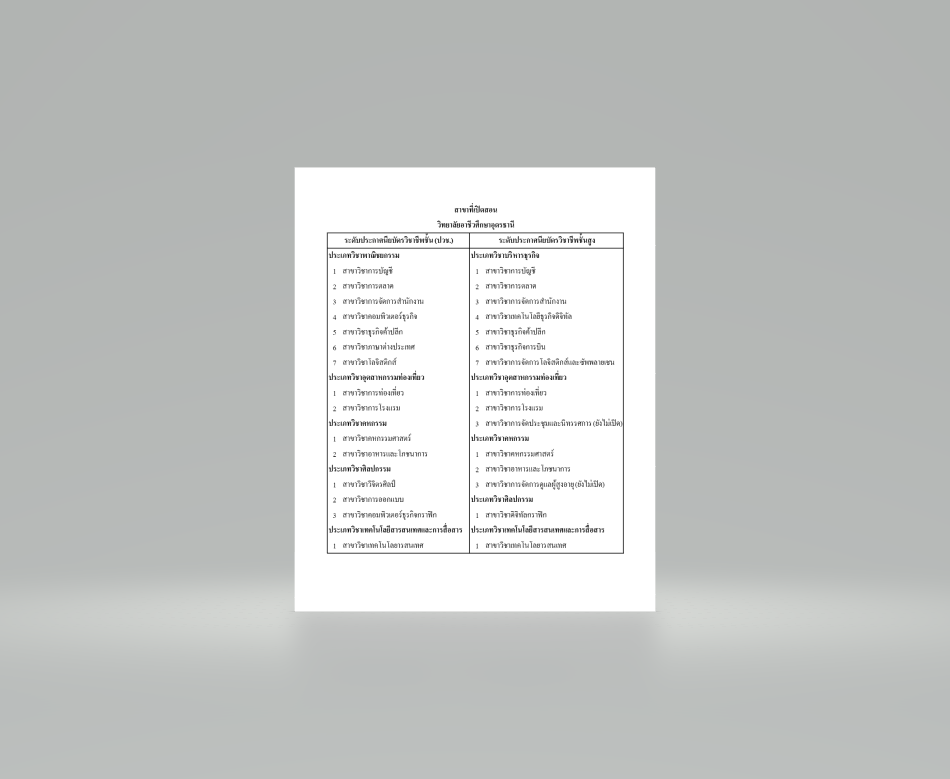 สาขาที่เปิดสอน
วิทยาลัยอาชีวศึกษาอุดรธานี
ระดับประกาศนียบัตรวิชาชีพชั้น (ปวช.) ระดับประกาศนียบัตรวิชาชีพชั้นสูง
ประเภทวิชาพาณิชยกรรม ประเภทวิชาบริหารธุรกิจ
1 สาขาวิชาการบัญชี 1 สาขาวิชาการบัญชี
2 สาขาวิชาการตลาด 2 สาขาวิชาการตลาด
3 สาขาวิชาการจัดการสำนักงาน 3 สาขาวิชาการจัดการสำนักงาน
4 สาขาวิชาคอมพิวเตอร์ธุรกิจ 4 สาขาวิชาเทคโนโลยีธุรกิจดิจิทัล
5 สาขาวิชาธุรกิจค้าปลีก 5 สาขาวิชาธุรกิจค้าปลีก
6 สาขาวิชาภาษาต่างประเทศ 6 สาขาวิชาธุรกิจการบิน
7 สาขาวิชาโลจิสติกส์ 7 สาขาวิชาการจัดการโลจิสติกส์และซัพพลายเชน
ประเภทวิชาอุตสาหกรรมท่องเที่ยว ประเภทวิชาอุตสาหกรรมท่องเที่ยว
1 สาขาวิชาการท่องเที่ยว 1 สาขาวิชาการท่องเที่ยว
2 สาขาวิชาการโรงแรม 2 สาขาวิชาการโรงแรม
ประเภทวิชาคหกรรม 3 สาขาวิชาการจัดประชุมและนิทรรศการ (ยังไม่เปิด)
1 สาขาวิชาคหกรรมศาสตร์ ประเภทวิชาคหกรรม
2 สาขาวิชาอาหารและโภชนาการ 1 สาขาวิชาคหกรรมศาสตร์
ประเภทวิชาศิลปกรรม 2 สาขาวิชาอาหารและโภชนาการ
1 สาขาวิชาวิจิตรศิลป์ 3 สาขาวิชาการจัดการดูแลผู้สูงอายุ (ยังไม่เปิด)
2 สาขาวิชาการออกแบบ ประเภทวิชาศิลปกรรม
3 สาขาวิชาคอมพิวเตอร์ธุรกิจกราฟิก 1 สาขาวิชาดิจิทัลกราฟิก
ประเภทวิชาเทคโนโลยีสารสนเทศและการสื่อสาร ประเภทวิชาเทคโนโลยีสารสนเทศและการสื่อสาร
1 สาขาวิชาเทคโนโลยารสนเทศ 1 สาขาวิชาเทคโนโลยารสนเทศ